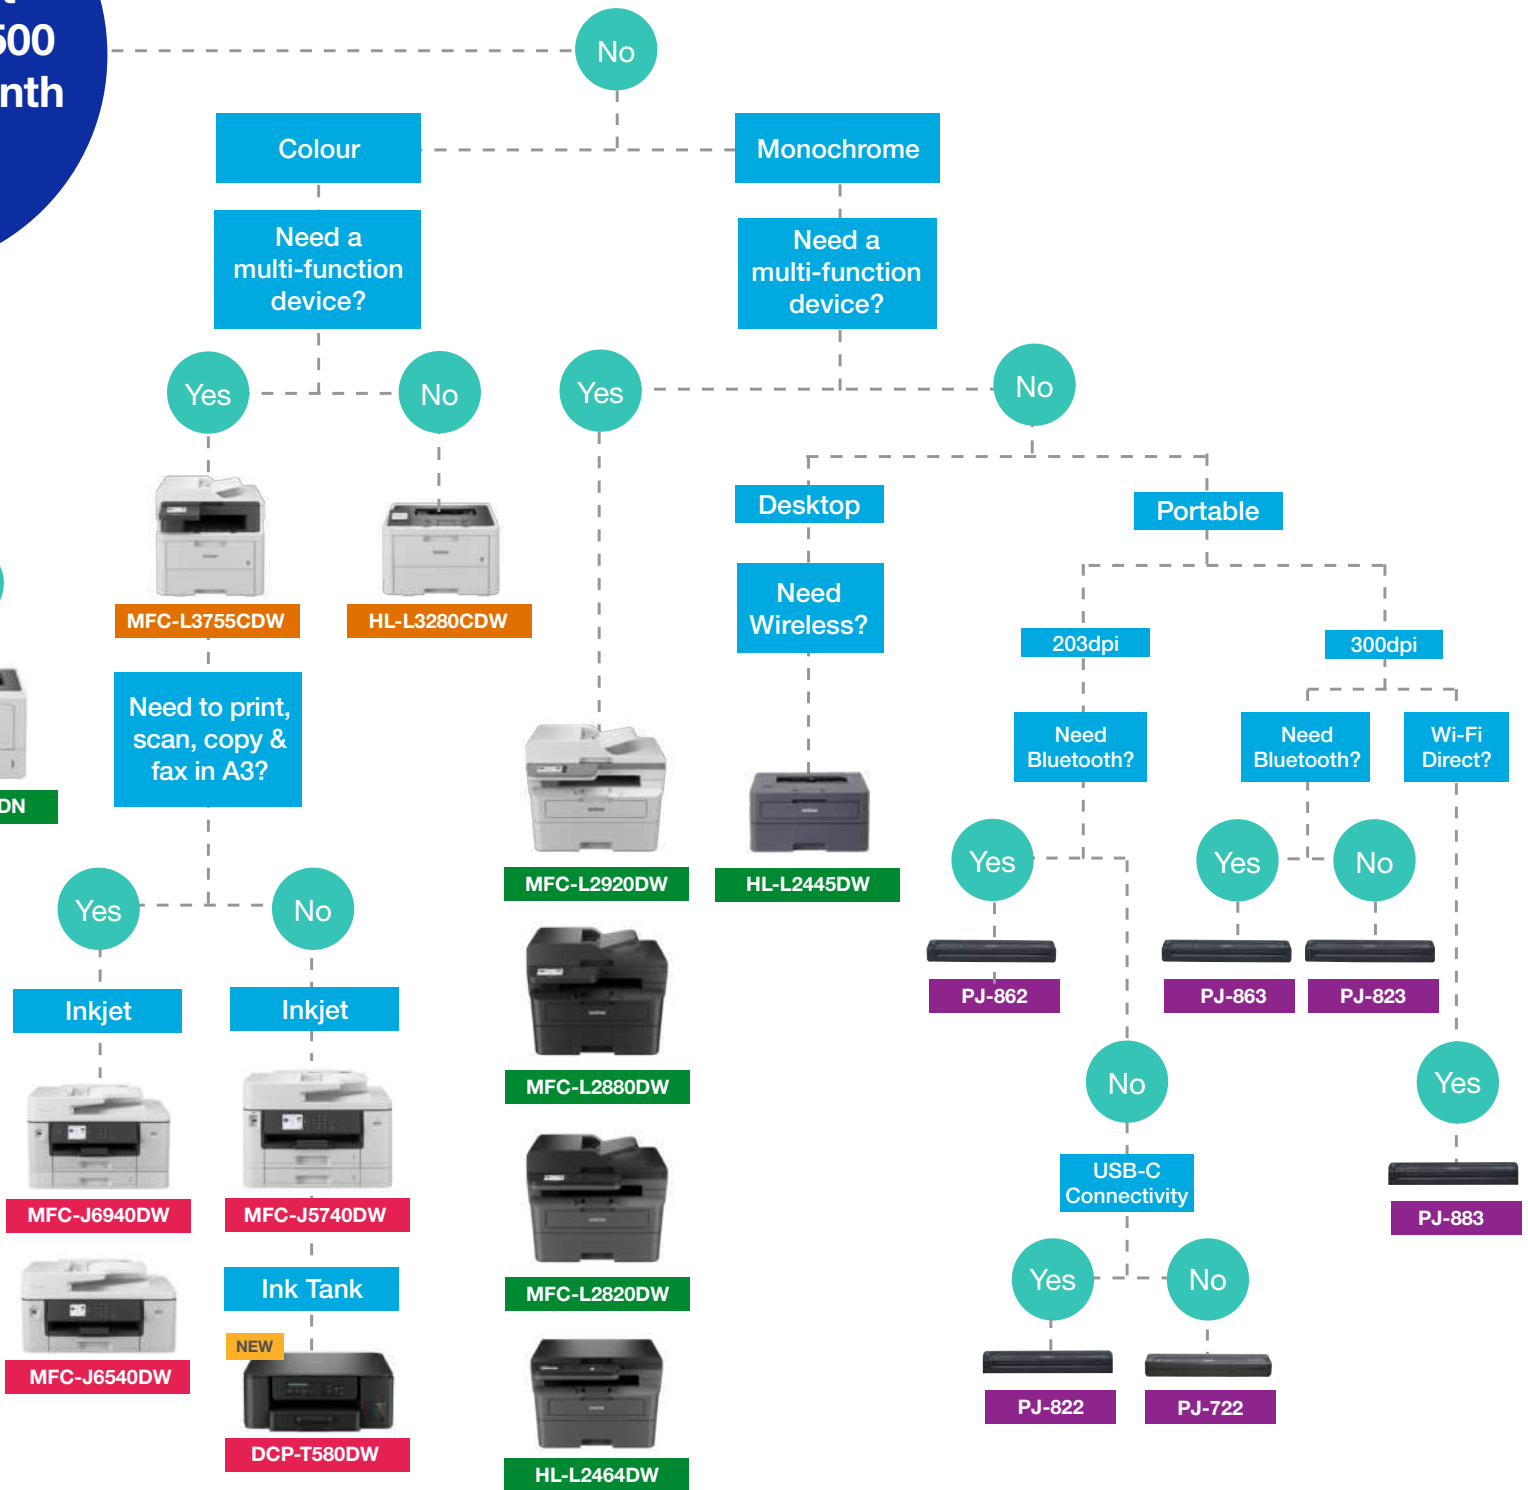 500
No
Colour
Monochrome
Need a
multi-function
device?
Need a
multi-function
device?
Yes
No
Yes
No
Desktop
Portable
MFC-L3755CDW
HL-L3280CDW
Need
Wireless?
203dpi
300dpi
Need to print,
scan, copy &
fax in A3?
Need
Bluetooth?
Need
Bluetooth?
Wi-Fi
Direct?
DN
MFC-L2920DW
HL-L2445DW
Yes
Yes
No
Yes
No
PJ-862
PJ-863
PJ-823
Inkjet
Inkjet
MFC-L2880DW
No
Yes
USB-C
Connectivity
MFC-J6940DW
MFC-J5740DW
PJ-883
Ink Tank
MFC-L2820DW
Yes
No
NEW
MFC-J6540DW
PJ-822
PJ-722
DCP-T580DW
HL-L2464DW